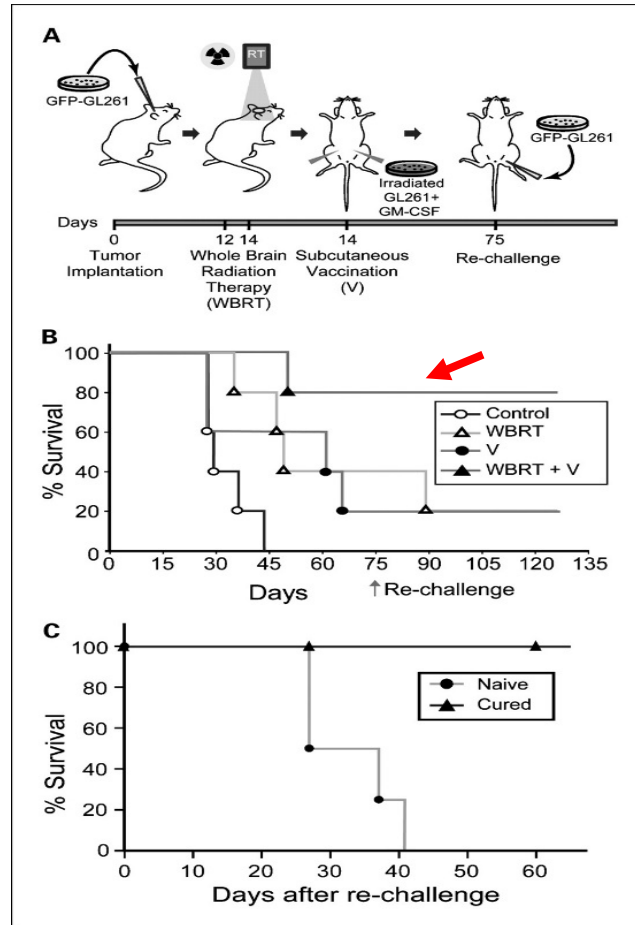 A
RT
GFP-GL261
GFP-GL261
Irradiated
GL261+
GM-CSF
Days
0 12 14 14 75
Tumor
Implantation
Whole Brain
Radiation
Therapy
(WBRT)
Subcutaneous
Vaccination
(V)
Re-challenge
B
100
80
60
40
20
0
% Survival
Control
WBRT
V
WBRT + V
0 15 30 45 60 75 90 105 120 135
Days
↑Re-challenge
C
100
80
60
40
20
0
% Survival
Naive
Cured
0 10 20 30 40 50 60
Days after re-challenge